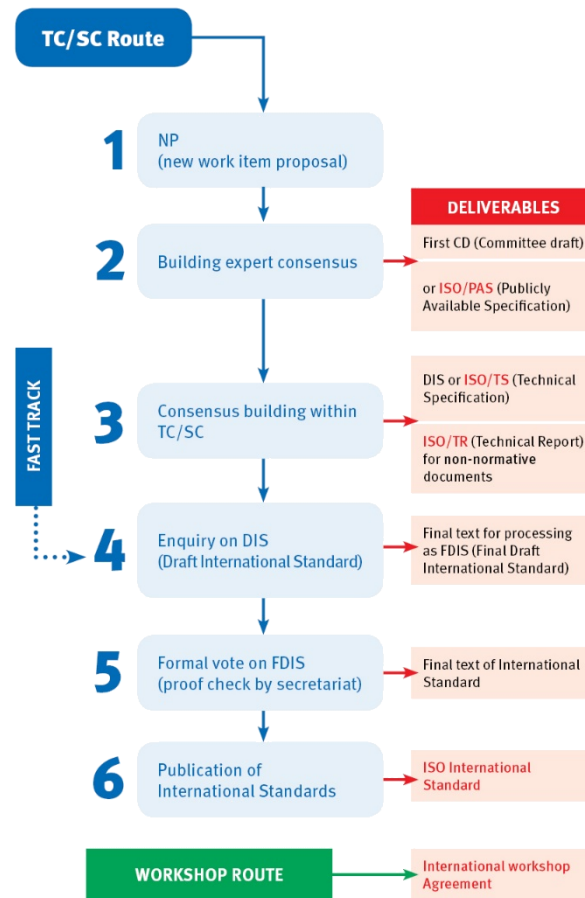 TC/SC Route
1
NP
(new work item proposal)
DELIVERABLES
2
Building expert consensus
First CD (Committee draft)
or ISO/PAS (Publicly
Available Specification)
FAST TRACK
3
Consensus building within
TC/SC
DIS or ISO/TS (Technical
Specification)
ISO/TR (Technical Report)
for non-normative
documents
4
Enquiry on DIS
(Draft International Standard)
Final text for processing
as FDIS (Final Draft
International Standard)
5
Formal vote on FDIS
(proof check by secretariat)
Final text of International
Standard
6
Publication of
International Standards
ISO International
Standard
WORKSHOP ROUTE
International workshop
Agreement